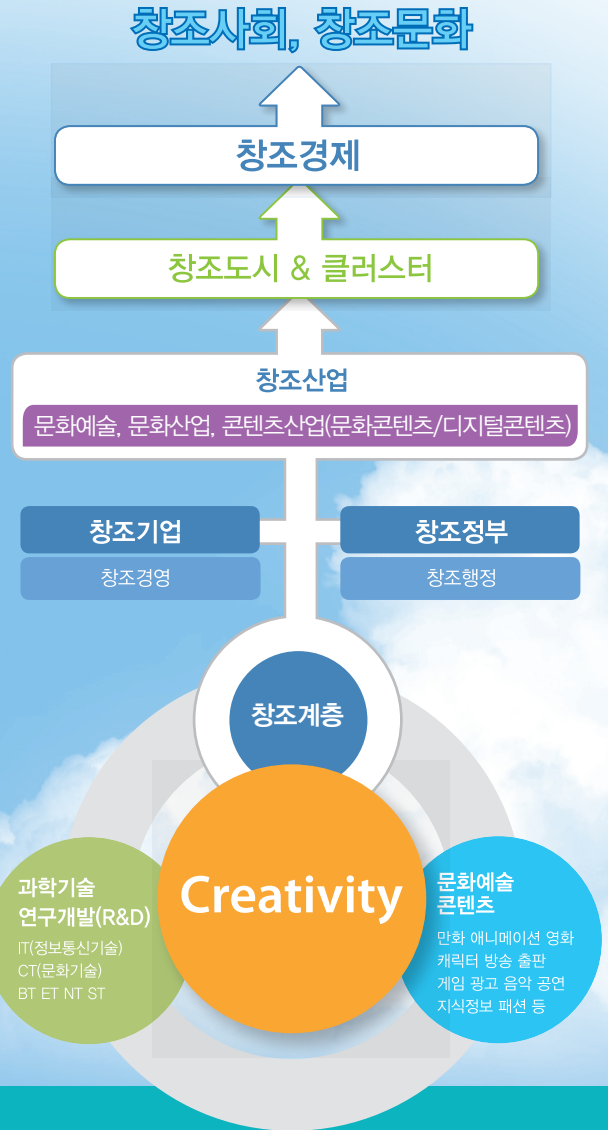 창조사회, 창조문화
창조경제
창조도시 & 클러스터
창조산업
문화예술, 문화산업, 콘텐츠산업(문화콘텐츠/디지털콘텐츠)
창조기업
창조경영
창조정부
창조행정
창조계층
Creativity
과학기술
연구개발(R&D)
IT(정보통신기술)
CT(문화기술)
BT ET NT ST
문화예술
콘텐츠
만화 애니메이션 영화
캐릭터 방송 출판
게임 광고 음악 공연
지식정보 패션 등